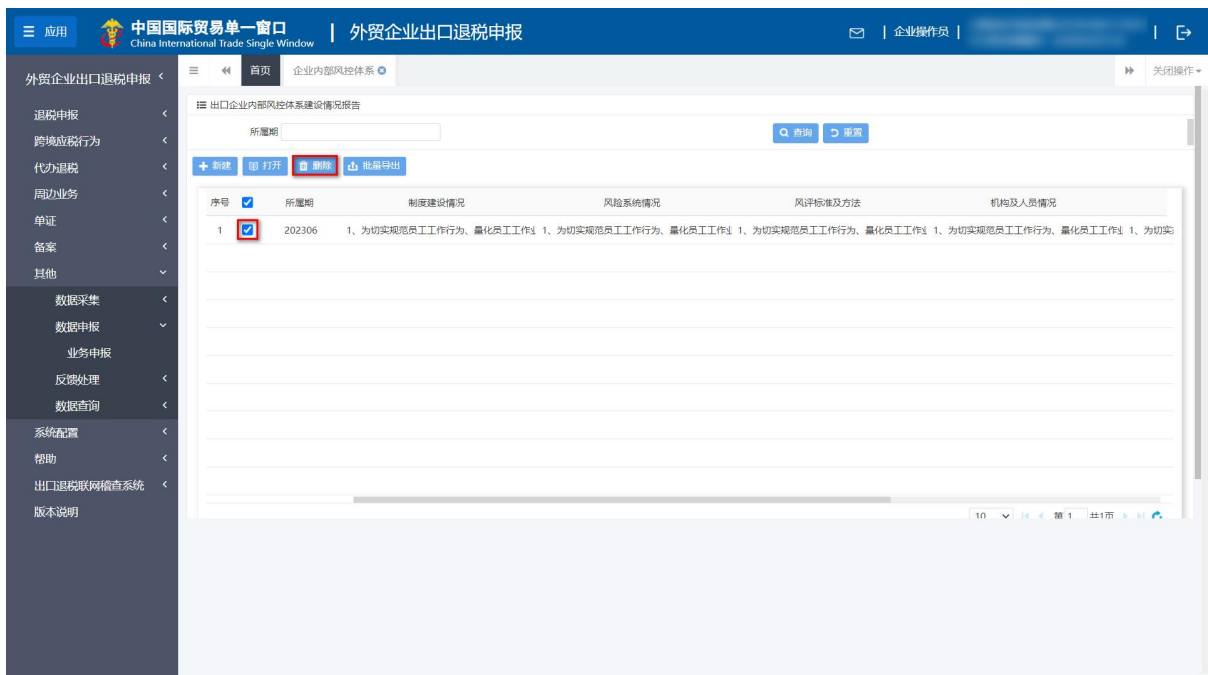 应用
中国国际贸易单一窗口
China International Trade Single Window
外贸企业出口退税申报
企业操作员
外贸企业出口退税申报
首页
企业内部风控体系
关闭操作
退税申报
跨境应税行为
代办退税
周边业务
单证
备案
其他
数据采集
数据申报
业务申报
反馈处理
数据查询
系统配置
帮助
出口退税联网稽查系统
版本说明
出口企业内部风控体系建设情况报告
所属期
查询
重置
新建 打开 删除 批量导出
序号 所属期 制度建设情况 风险系统情况 风评标准及方法 机构及人员情况
1 202306 1、为切实规范员工工作行为、量化员工工作业 1、为切实规范员工工作行为、量化员工工作业 1、为切实规范员工工作行为、量化员工工作业 1、为切实规范员工工作行为、量化员工工作业 1、为切实
10 第 1 共1页